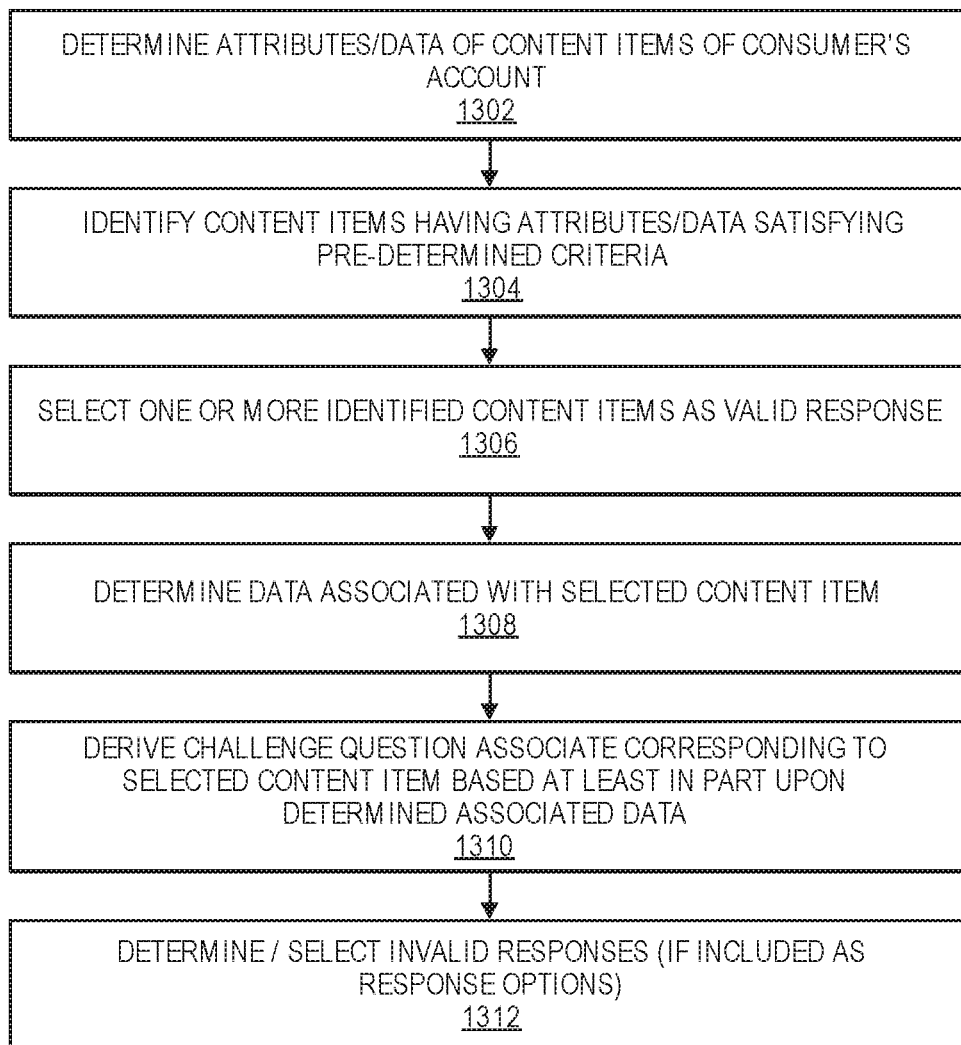 DETERMINE ATTRIBUTES/DATA OF CONTENT ITEMS OF CONSUMER'S
ACCOUNT
1302
IDENTIFY CONTENT ITEMS HAVING ATTRIBUTES/DATA SATISFYING
PRE-DETERMINED CRITERIA
1304
SELECT ONE OR MORE IDENTIFIED CONTENT ITEMS AS VALID RESPONSE
1306
DETERMINE DATA ASSOCIATED WITH SELECTED CONTENT ITEM
1308
DERIVE CHALLENGE QUESTION ASSOCIATE CORRESPONDING TO
SELECTED CONTENT ITEM BASED AT LEAST IN PART UPON
DETERMINED ASSOCIATED DATA
1310
DETERMINE / SELECT INVALID RESPONSES (IF INCLUDED AS
RESPONSE OPTIONS)
1312